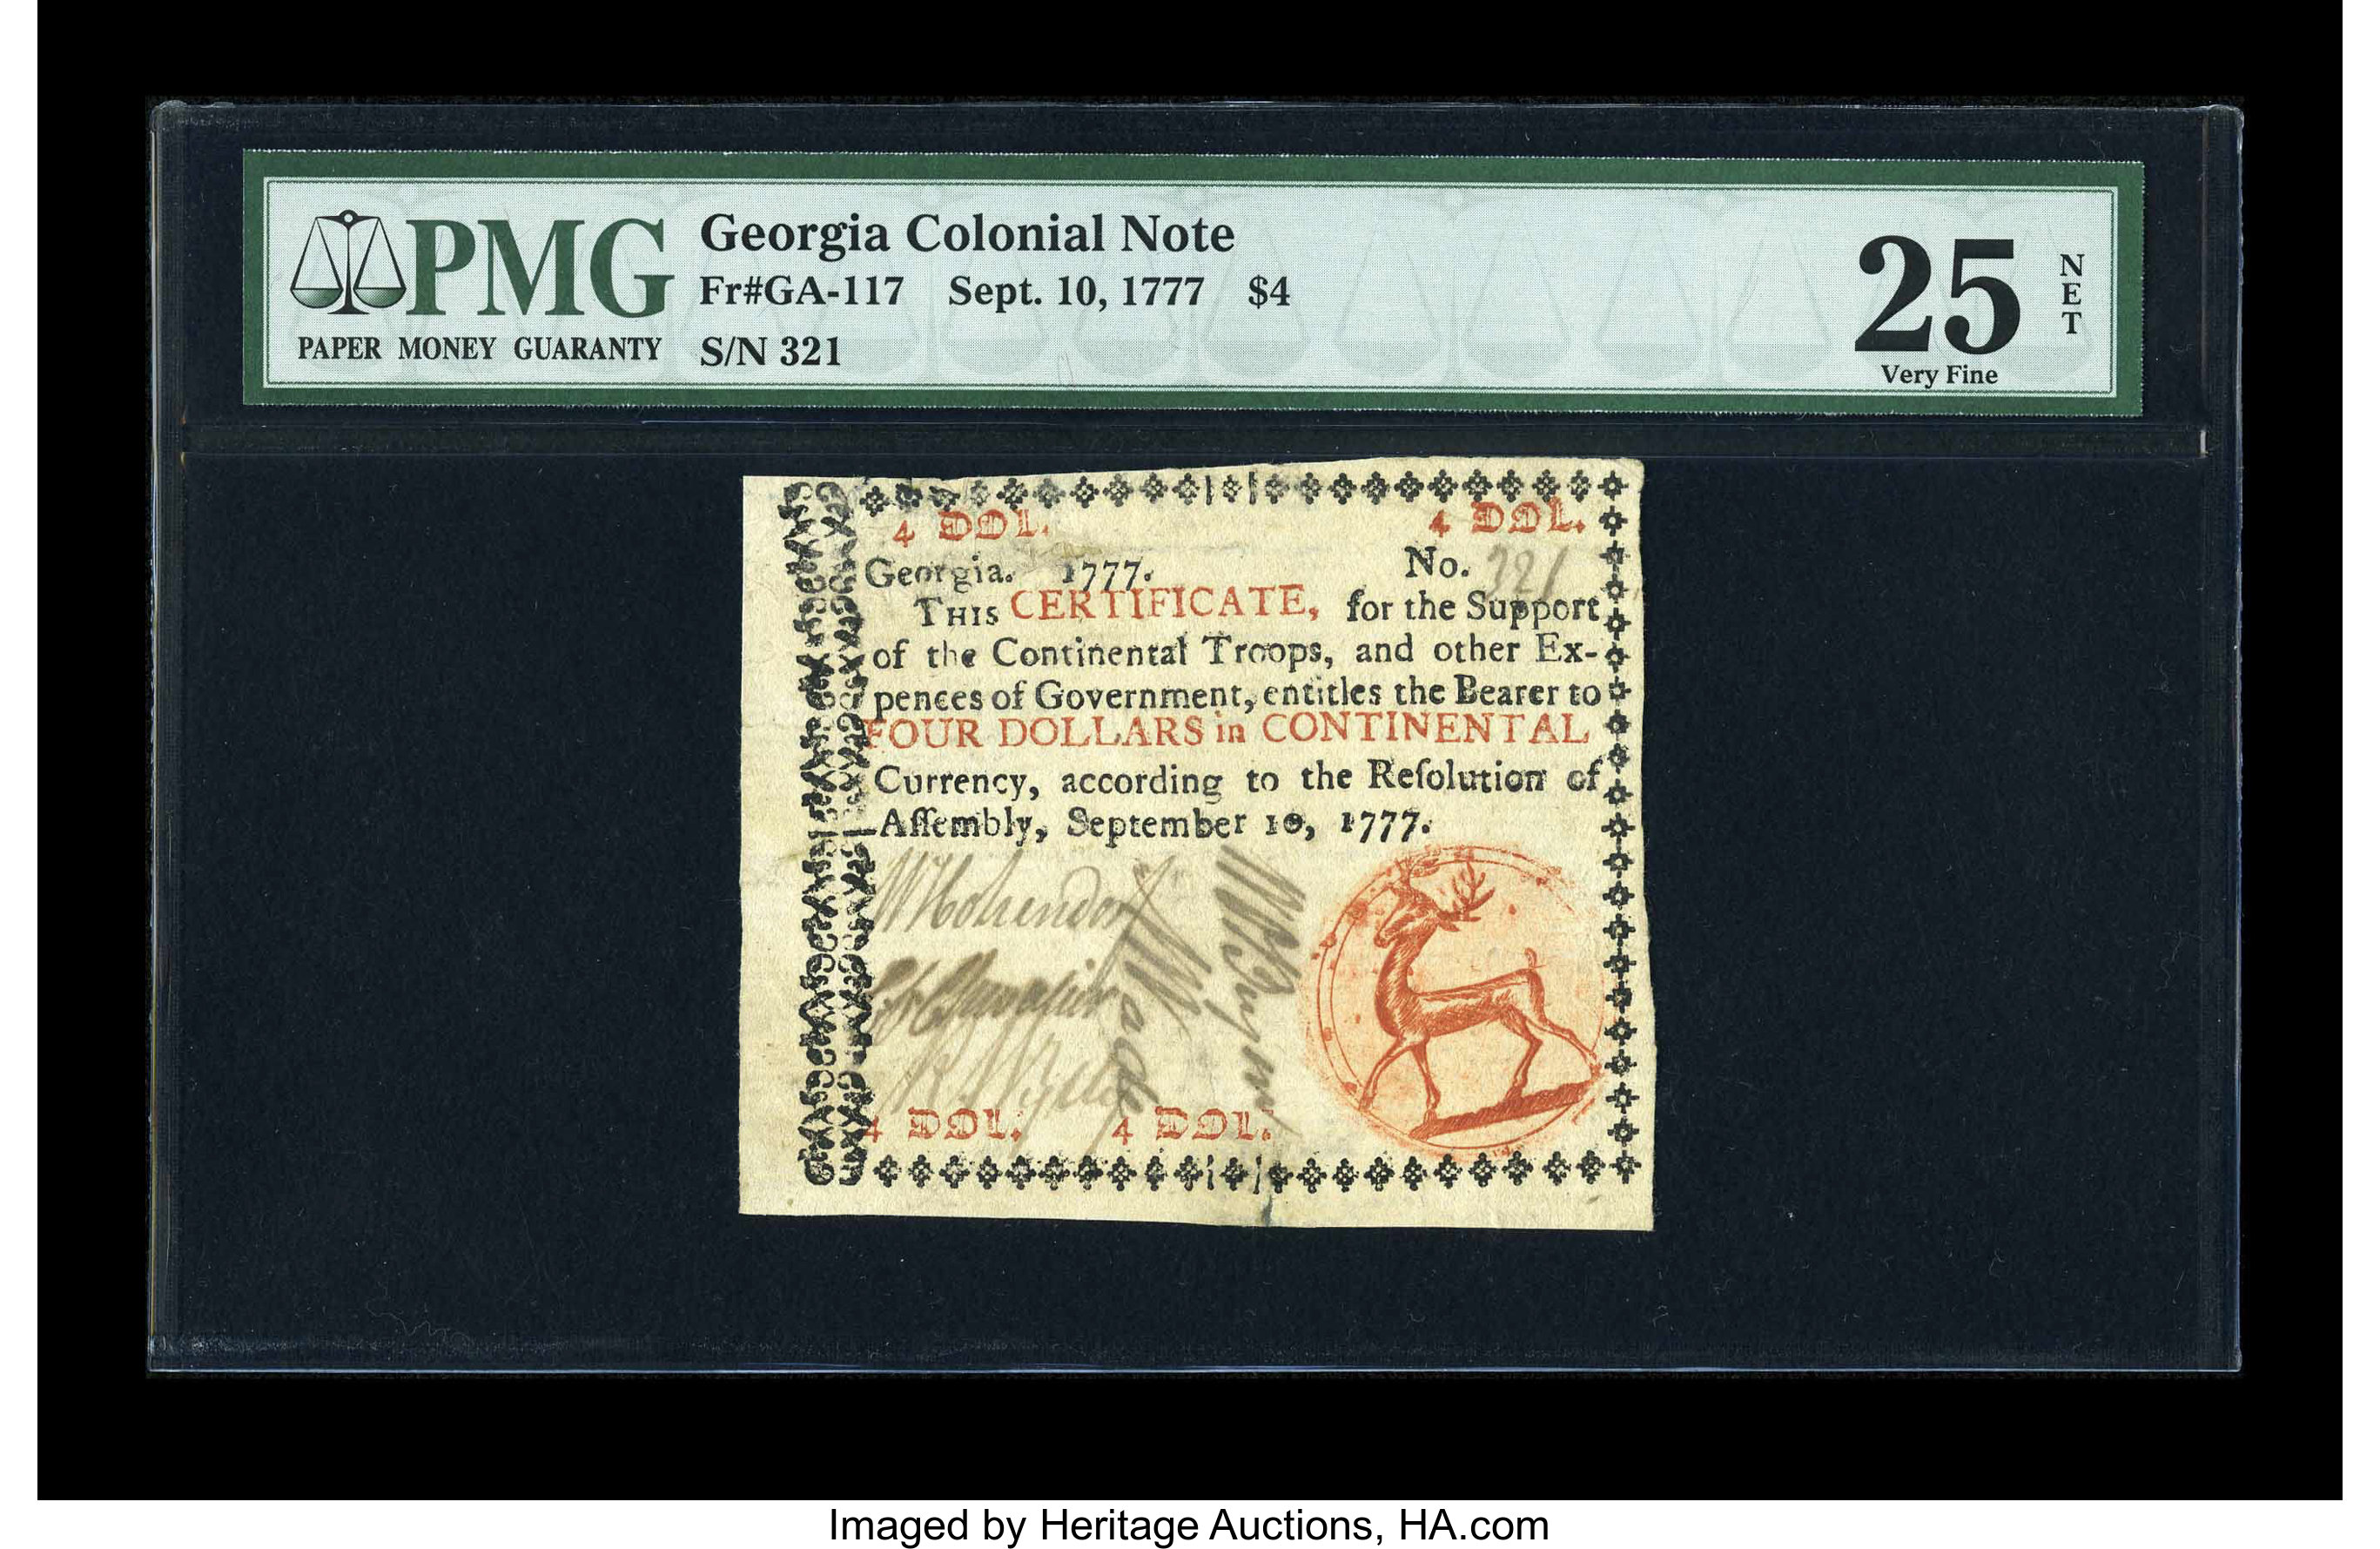 PMG
PAPER MONEY GUARANTY
Georgia Colonial Note
Fr#GA-117 Sept. 10, 1777 $4
S/N 321
25
NET
Very Fine
4 DOL. 4 DOL.
Georgia. 1777. No. 321
THIS CERTIFICATE, for the Support
of the Continental Troops, and other Ex-
pences of Government, entitles the Bearer to
FOUR DOLLARS in CONTINENTAL
Currency, according to the Reſolution of
Aſſembly, September 10, 1777.
4 DOL. 4 DOL.
Imaged by Heritage Auctions, HA.com